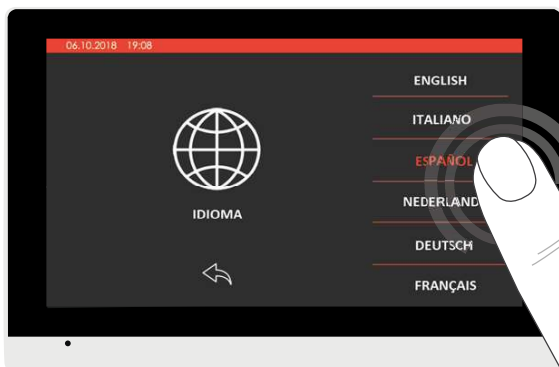 06.10.2018 19:08
ENGLISH
ITALIANO
ESPAÑOL
NEDERLAND
DEUTSCH
FRANÇAIS
IDIOMA